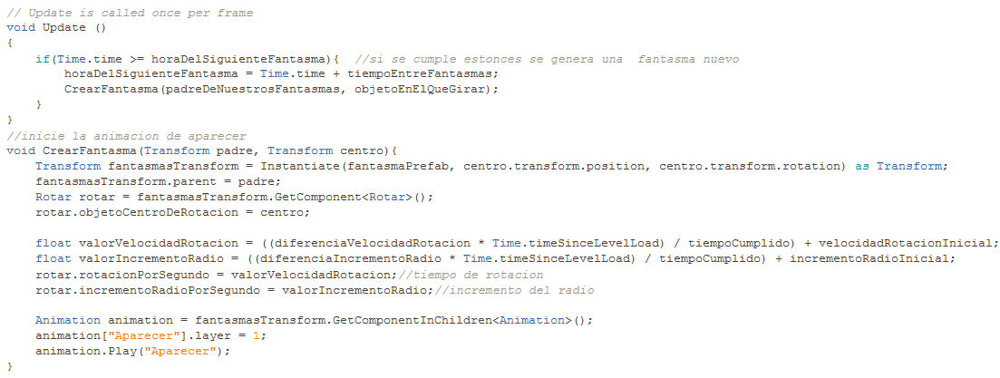 // Update is called once per frame
void Update ()
{
    if(Time.time >= horaDelSiguienteFantasma){  //si se cumple estonces se genera una  fantasma nuevo
        horaDelSiguienteFantasma = Time.time + tiempoEntreFantasmas;
        CrearFantasma(padreDeNuestrosFantasmas, objetoEnElQueGirar);
    }
}
//inicie la animacion de aparecer
void CrearFantasma(Transform padre, Transform centro){
    Transform fantasmasTransform = Instantiate(fantasmaPrefab, centro.transform.position, centro.transform.rotation) as Transform;
    fantasmasTransform.parent = padre;
    Rotar rotar = fantasmasTransform.GetComponent<Rotar>();
    rotar.objetoCentroDeRotacion = centro;

    float valorVelocidadRotacion = ((diferenciaVelocidadRotacion * Time.timeSinceLevelLoad) / tiempoCumplido) + velocidadRotacionInicial;
    float valorIncrementoRadio = ((diferenciaIncrementoRadio * Time.timeSinceLevelLoad) / tiempoCumplido) + incrementoRadioInicial;
    rotar.rotacionPorSegundo = valorVelocidadRotacion;//tiempo de rotacion
    rotar.incrementoRadioPorSegundo = valorIncrementoRadio;//incremento del radio

    Animation animation = fantasmasTransform.GetComponentInChildren<Animation>();
    animation["Aparecer"].layer = 1;
    animation.Play("Aparecer");
}